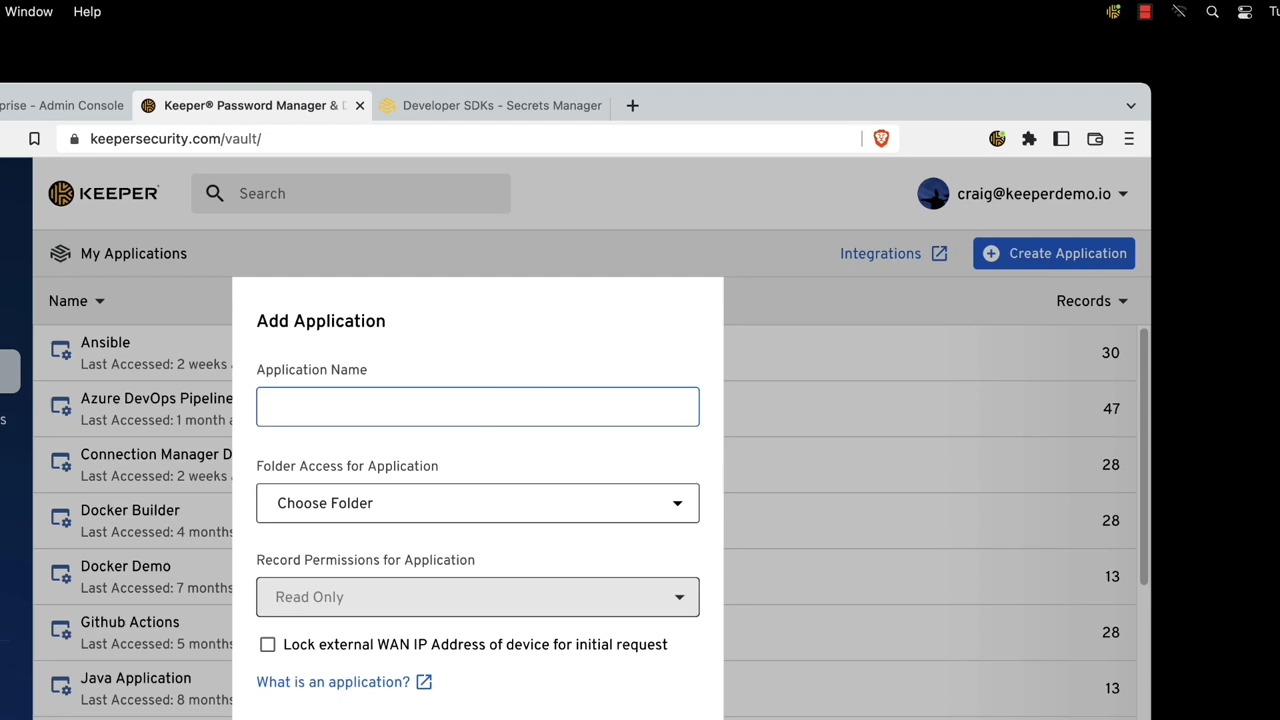 Window Help
Tu
prise - Admin Console Keeper® Password Manager & D Developer SDKs - Secrets Manager
keepersecurity.com/vault/
KEEPER Search craig@keeperdemo.io
My Applications Integrations Create Application
Name Records
Add Application
Application Name
Folder Access for Application
Choose Folder
Record Permissions for Application
Read Only
Lock external WAN IP Address of device for initial request
What is an application?
Ansible
Last Accessed: 2 weeks 30
Azure DevOps Pipeline
Last Accessed: 1 month a 47
Connection Manager D
Last Accessed: 2 weeks 28
Docker Builder
Last Accessed: 4 months 28
Docker Demo
Last Accessed: 7 months 13
Github Actions
Last Accessed: 5 months 28
Java Application
Last Accessed: 8 months 13
s